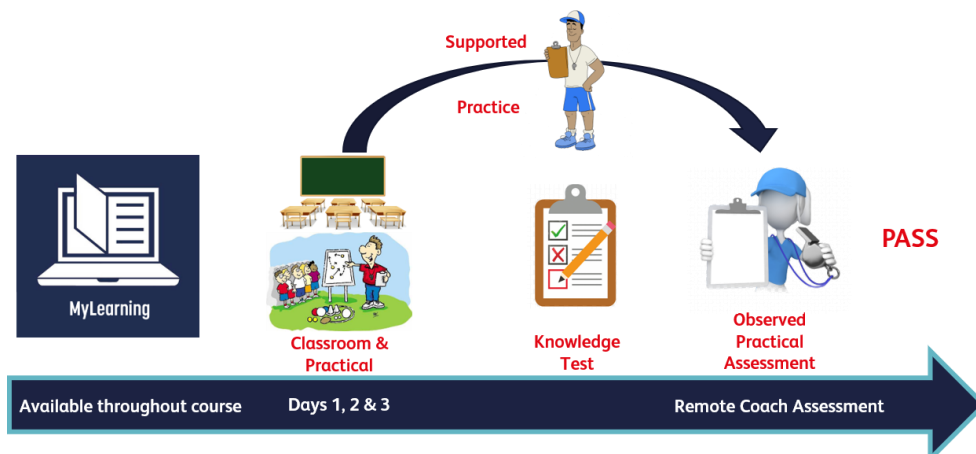 Supported
Practice
MyLearning
Classroom &
Practical
Knowledge
Test
Observed
Practical
Assessment
PASS
Available throughout course
Days 1, 2 & 3
Remote Coach Assessment